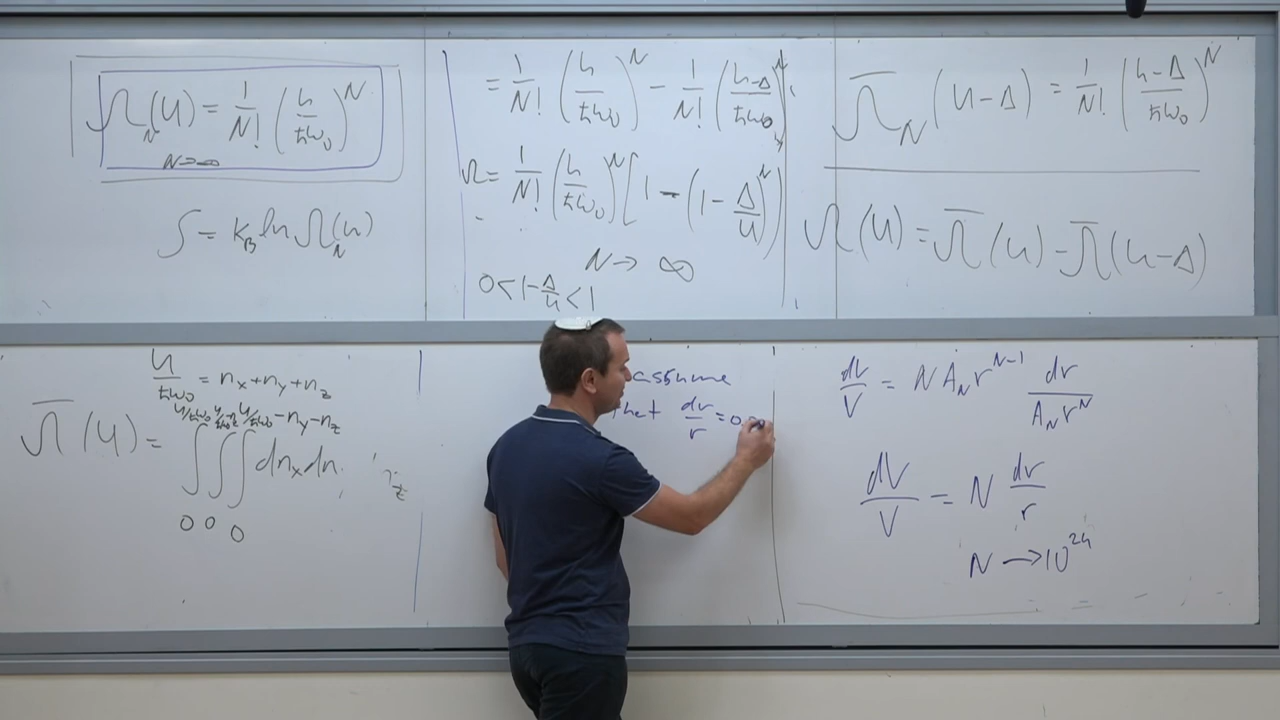 Ω_N(U) = 1/N! (U/ħω₀)^N
N→∞
S = k_B ln Ω_N(U)
= 1/N! (U/ħω₀)^N − 1/N! (U−Δ/ħω₀)^N
Ω = 1/N! (U/ħω₀)^N [1 − (1 − Δ/U)^N
N → ∞
0 < 1 − Δ/U < 1
Ω̄_N (U−Δ) = 1/N! (U−Δ/ħω₀)^N
Ω(U) = Ω̄(U) − Ω̄(U−Δ)
U/ħω₀ = n_x + n_y + n_z
Ω̄(U) = ∫∫∫ dn_x dn
0 0 0
assume
that dr/r = 0.
dV/V = N A_N r^(N−1) dr/A_N r^N
dV/V = N dr/r
N → 10^24